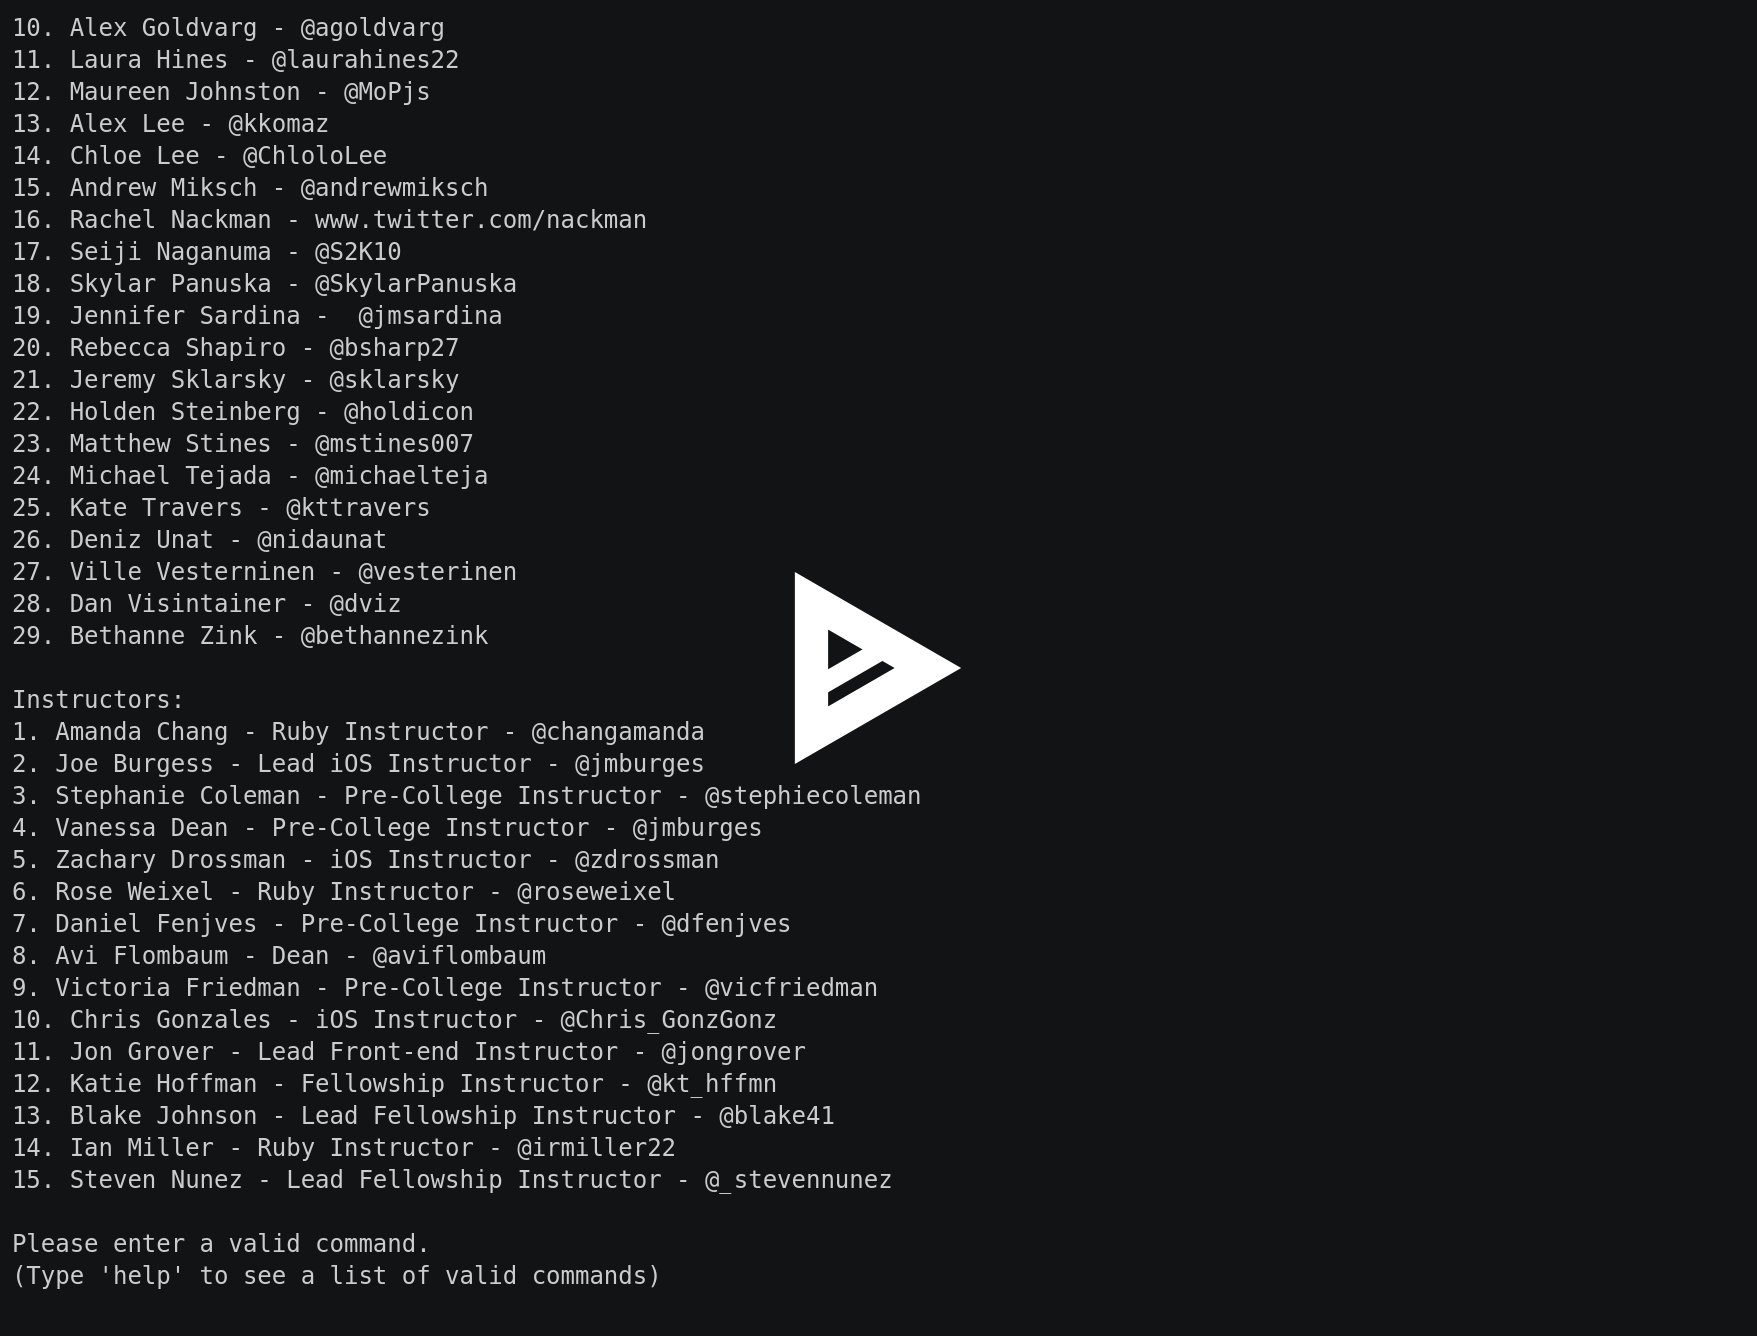 10. Alex Goldvarg - @agoldvarg
11. Laura Hines - @laurahines22
12. Maureen Johnston - @MoPjs
13. Alex Lee - @kkomaz
14. Chloe Lee - @ChloloLee
15. Andrew Miksch - @andrewmiksch
16. Rachel Nackman - www.twitter.com/nackman
17. Seiji Naganuma - @S2K10
18. Skylar Panuska - @SkylarPanuska
19. Jennifer Sardina -  @jmsardina
20. Rebecca Shapiro - @bsharp27
21. Jeremy Sklarsky - @sklarsky
22. Holden Steinberg - @holdicon
23. Matthew Stines - @mstines007
24. Michael Tejada - @michaelteja
25. Kate Travers - @kttravers
26. Deniz Unat - @nidaunat
27. Ville Vesterninen - @vesterinen
28. Dan Visintainer - @dviz
29. Bethanne Zink - @bethannezink

Instructors:
1. Amanda Chang - Ruby Instructor - @changamanda
2. Joe Burgess - Lead iOS Instructor - @jmburges
3. Stephanie Coleman - Pre-College Instructor - @stephiecoleman
4. Vanessa Dean - Pre-College Instructor - @jmburges
5. Zachary Drossman - iOS Instructor - @zdrossman
6. Rose Weixel - Ruby Instructor - @roseweixel
7. Daniel Fenjves - Pre-College Instructor - @dfenjves
8. Avi Flombaum - Dean - @aviflombaum
9. Victoria Friedman - Pre-College Instructor - @vicfriedman
10. Chris Gonzales - iOS Instructor - @Chris_GonzGonz
11. Jon Grover - Lead Front-end Instructor - @jongrover
12. Katie Hoffman - Fellowship Instructor - @kt_hffmn
13. Blake Johnson - Lead Fellowship Instructor - @blake41
14. Ian Miller - Ruby Instructor - @irmiller22
15. Steven Nunez - Lead Fellowship Instructor - @_stevennunez

Please enter a valid command.
(Type 'help' to see a list of valid commands)